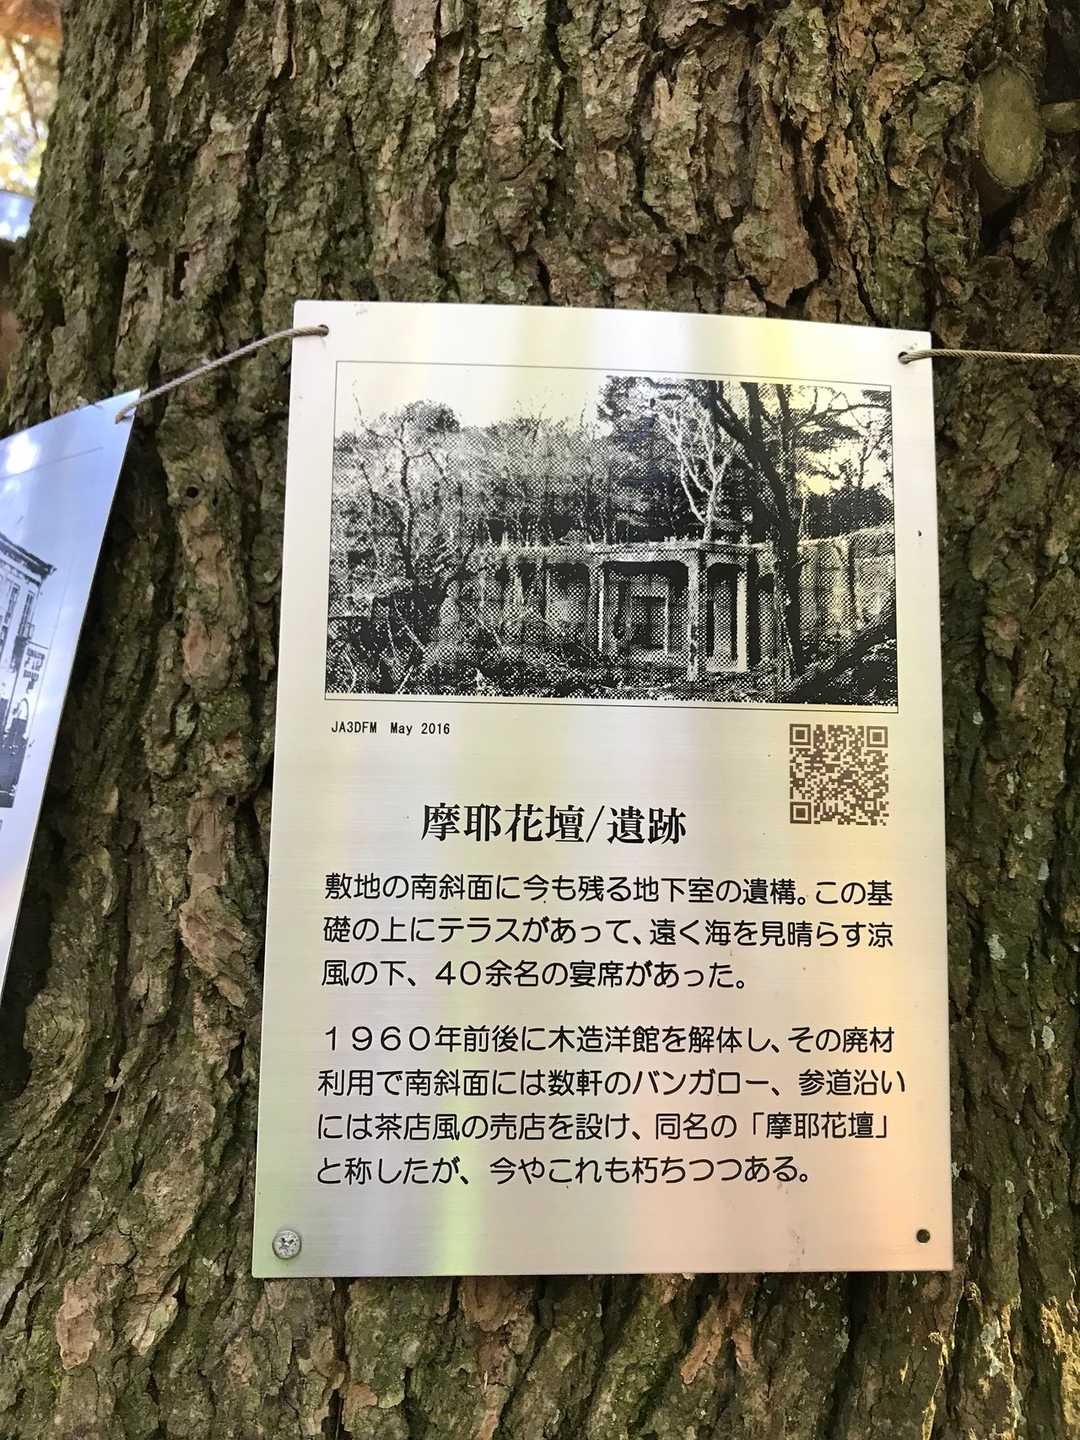 JA3DFM May 2016
摩耶花壇/遺跡
敷地の南斜面に今も残る地下室の遺構。この基
礎の上にテラスがあって、遠く海を見晴らす涼
風の下、４０余名の宴席があった。
１９６０年前後に木造洋館を解体し、その廃材
利用で南斜面には数軒のバンガロー、参道沿い
には茶店風の売店を設け、同名の「摩耶花壇」
と称したが、今やこれも朽ちつつある。